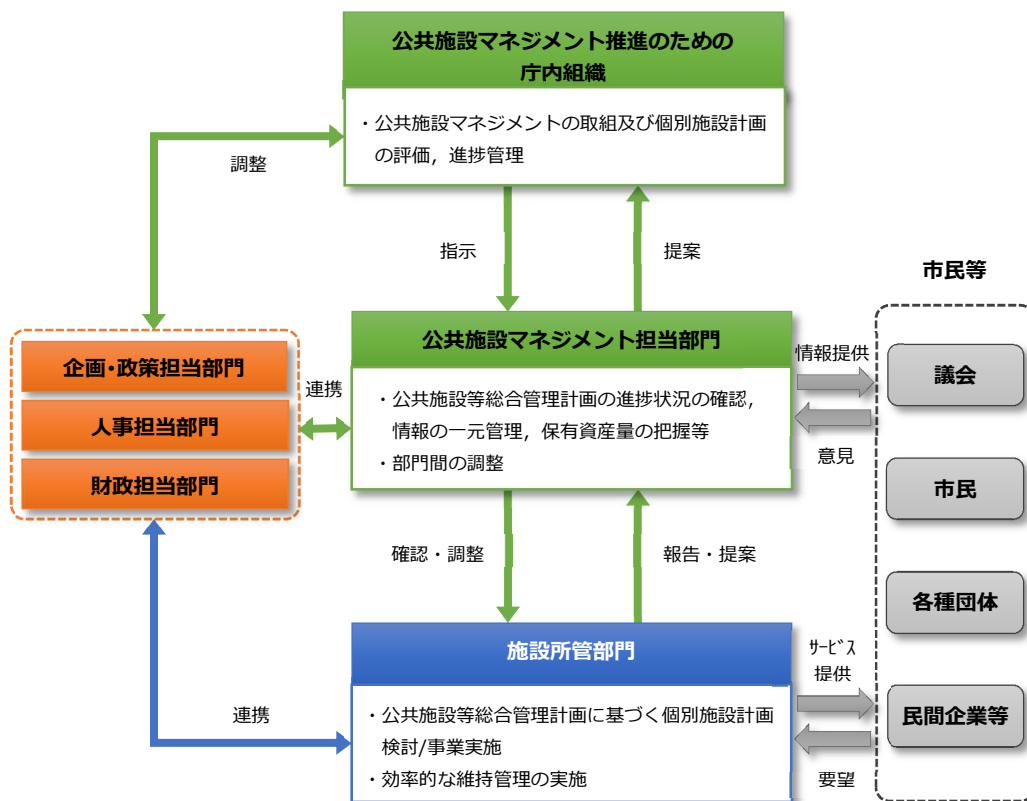 公共施設マネジメント推進のための
庁内組織
・公共施設マネジメントの取組及び個別施設計画
の評価，進捗管理
調整
指示
提案
市民等
企画・政策担当部門
人事担当部門
財政担当部門
連携
公共施設マネジメント担当部門
・公共施設等総合管理計画の進捗状況の確認，
情報の一元管理，保有資産量の把握等
・部門間の調整
情報提供
意見
議会
市民
各種団体
民間企業等
確認・調整
報告・提案
施設所管部門
・公共施設等総合管理計画に基づく個別施設計画
検討/事業実施
・効率的な維持管理の実施
連携
ｻｰﾋﾞｽ
提供
要望